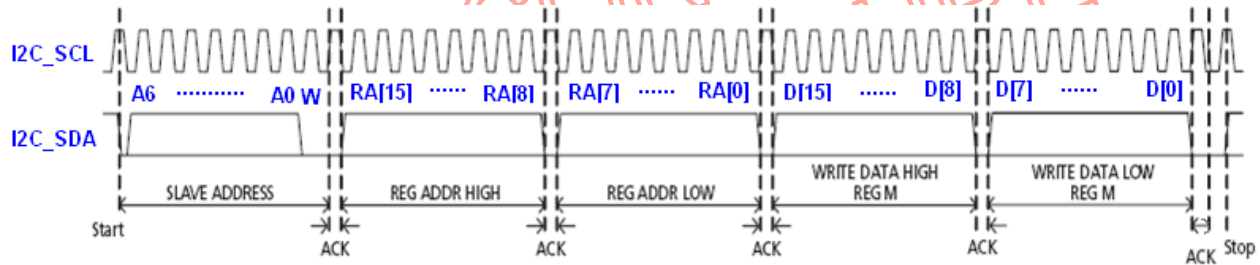 I2C_SCL
A6 ........... A0 W RA[15] ...... RA[8] RA[7] ...... RA[0] D[15] ...... D[8] D[7] ...... D[0]
I2C_SDA
SLAVE ADDRESS REG ADDR HIGH REG ADDR LOW WRITE DATA HIGH REG M WRITE DATA LOW REG M
Start ACK ACK ACK ACK ACK Stop